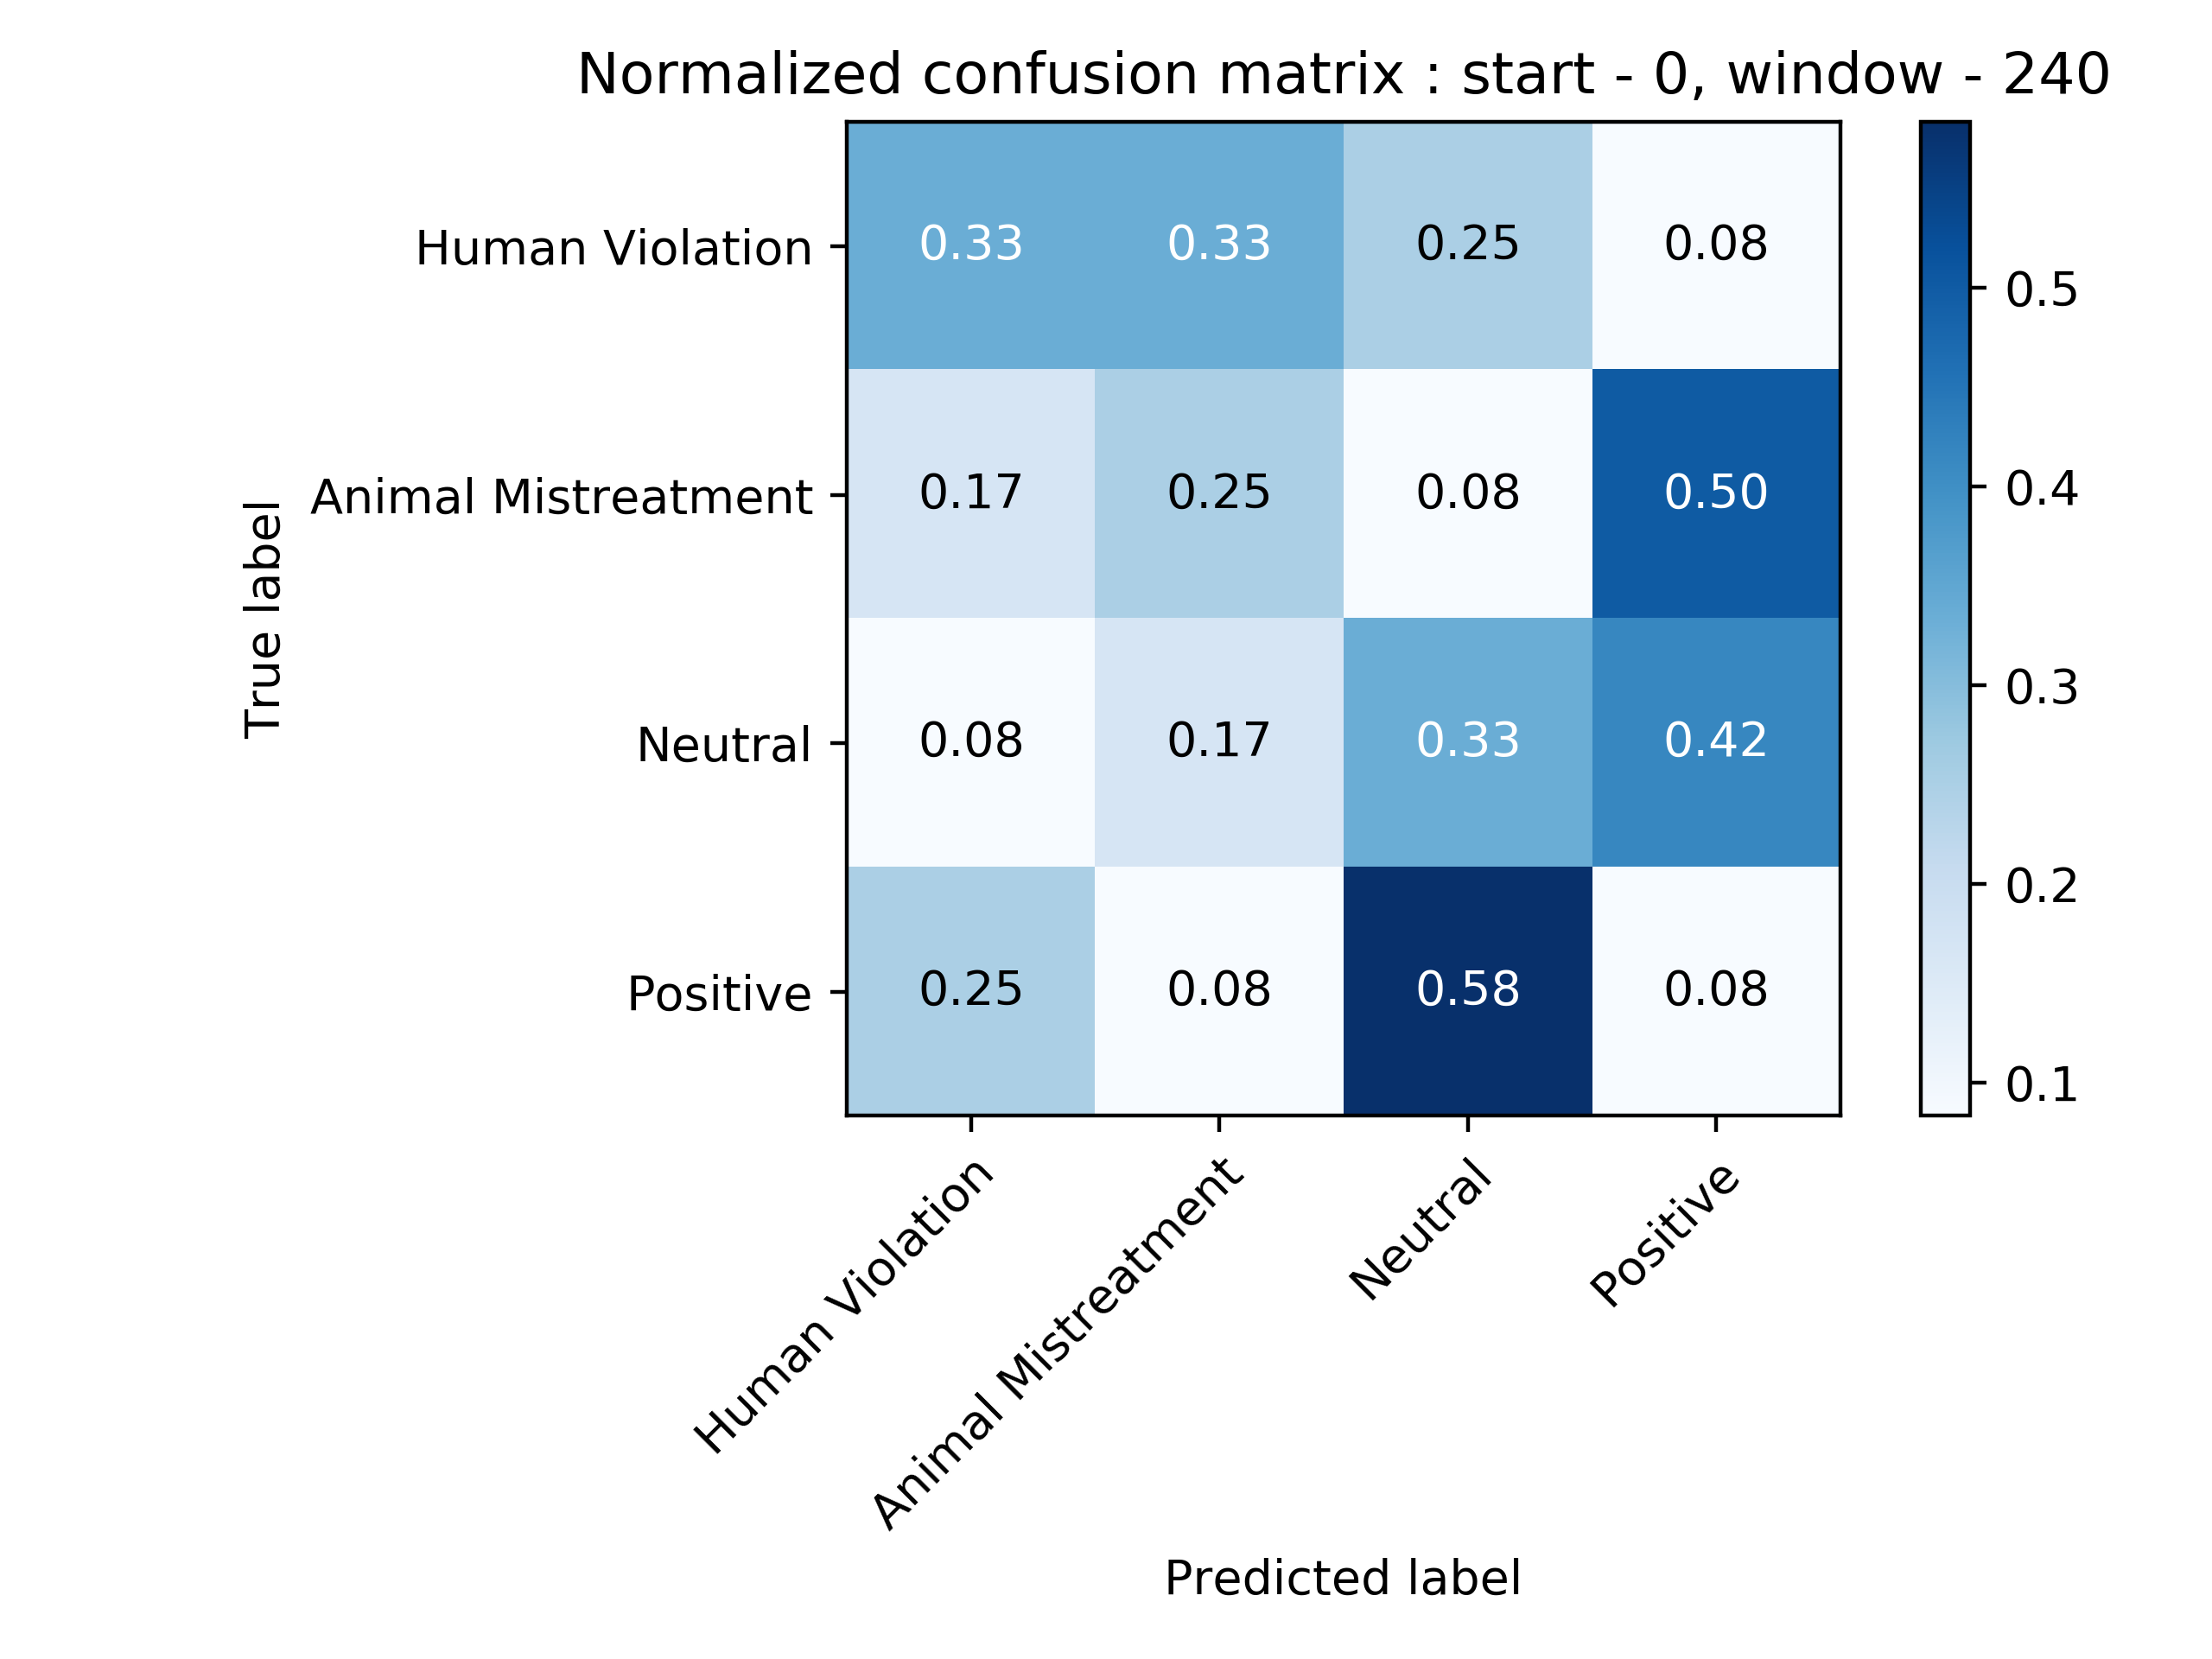 Normalized confusion matrix : start - 0, window - 240
True label
Human Violation
0.33 0.33 0.25 0.08
Animal Mistreatment
0.17 0.25 0.08 0.50
Neutral
0.08 0.17 0.33 0.42
Positive
0.25 0.08 0.58 0.08
Human Violation
Animal Mistreatment
Neutral
Positive
Predicted label
0.5
0.4
0.3
0.2
0.1